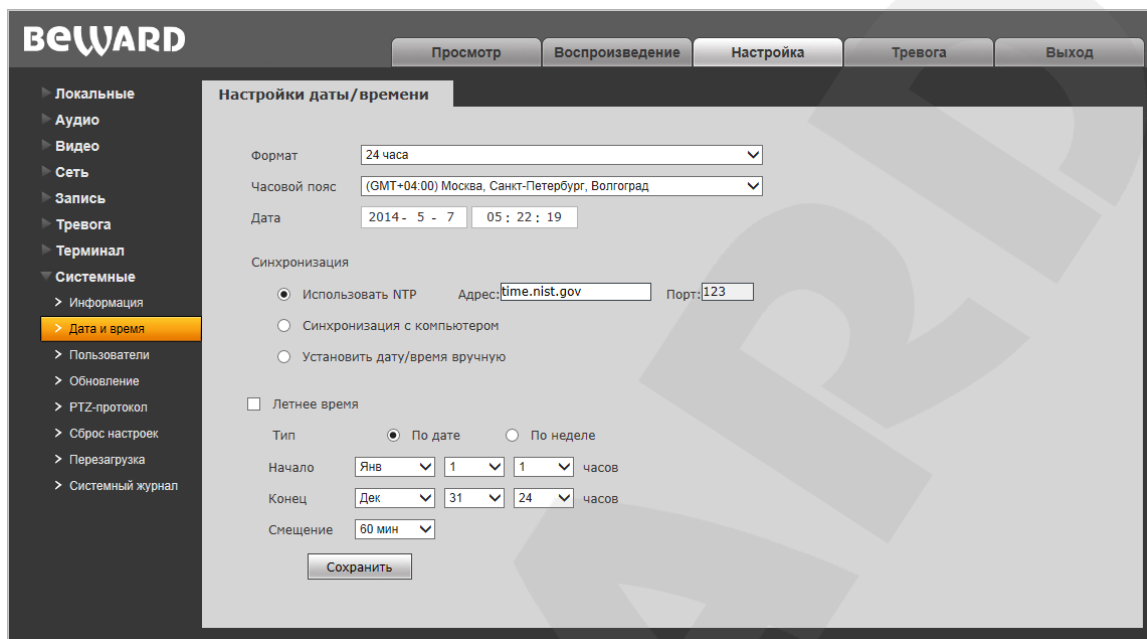 BEWARD
Просмотр Воспроизведение Настройка Тревога Выход
Локальные
Аудио
Видео
Сеть
Запись
Тревога
Терминал
Системные
Информация
Дата и время
Пользователи
Обновление
PTZ-протокол
Сброс настроек
Перезагрузка
Системный журнал
Настройки даты/времени
Формат 24 часа
Часовой пояс (GMT+04:00) Москва, Санкт-Петербург, Волгоград
Дата 2014 - 5 - 7 05 : 22 : 19
Синхронизация
Использовать NTP Адрес: time.nist.gov Порт: 123
Синхронизация с компьютером
Установить дату/время вручную
Летнее время
Тип По дате По неделе
Начало Янв 1 1 часов
Конец Дек 31 24 часов
Смещение 60 мин
Сохранить